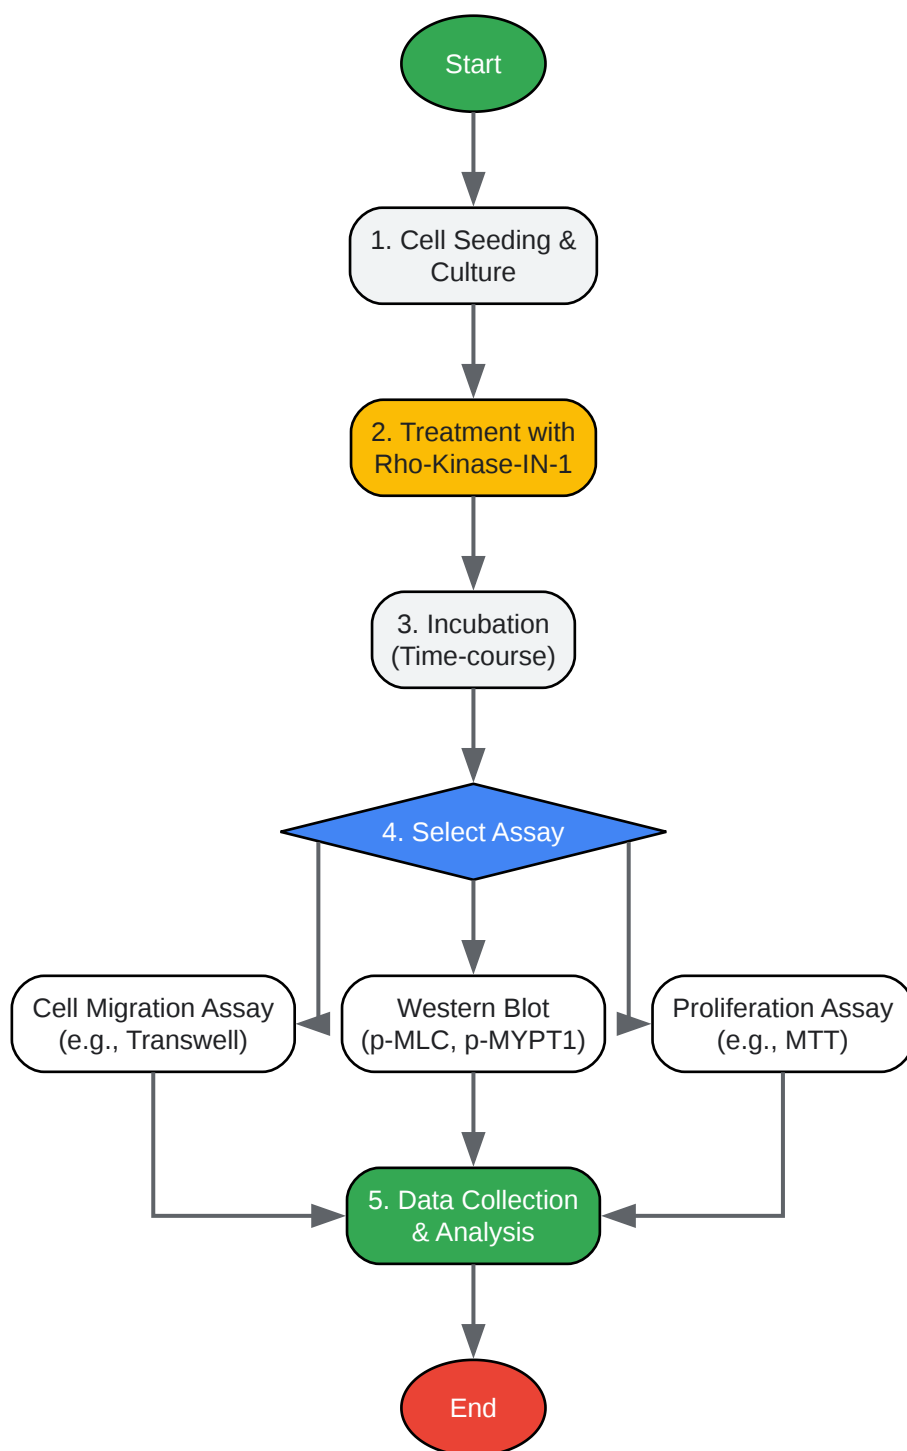 Start
1. Cell Seeding &
Culture
2. Treatment with
Rho-Kinase-IN-1
3. Incubation
(Time-course)
4. Select Assay
Cell Migration Assay
(e.g., Transwell)
Western Blot
(p-MLC, p-MYPT1)
Proliferation Assay
(e.g., MTT)
5. Data Collection
& Analysis
End